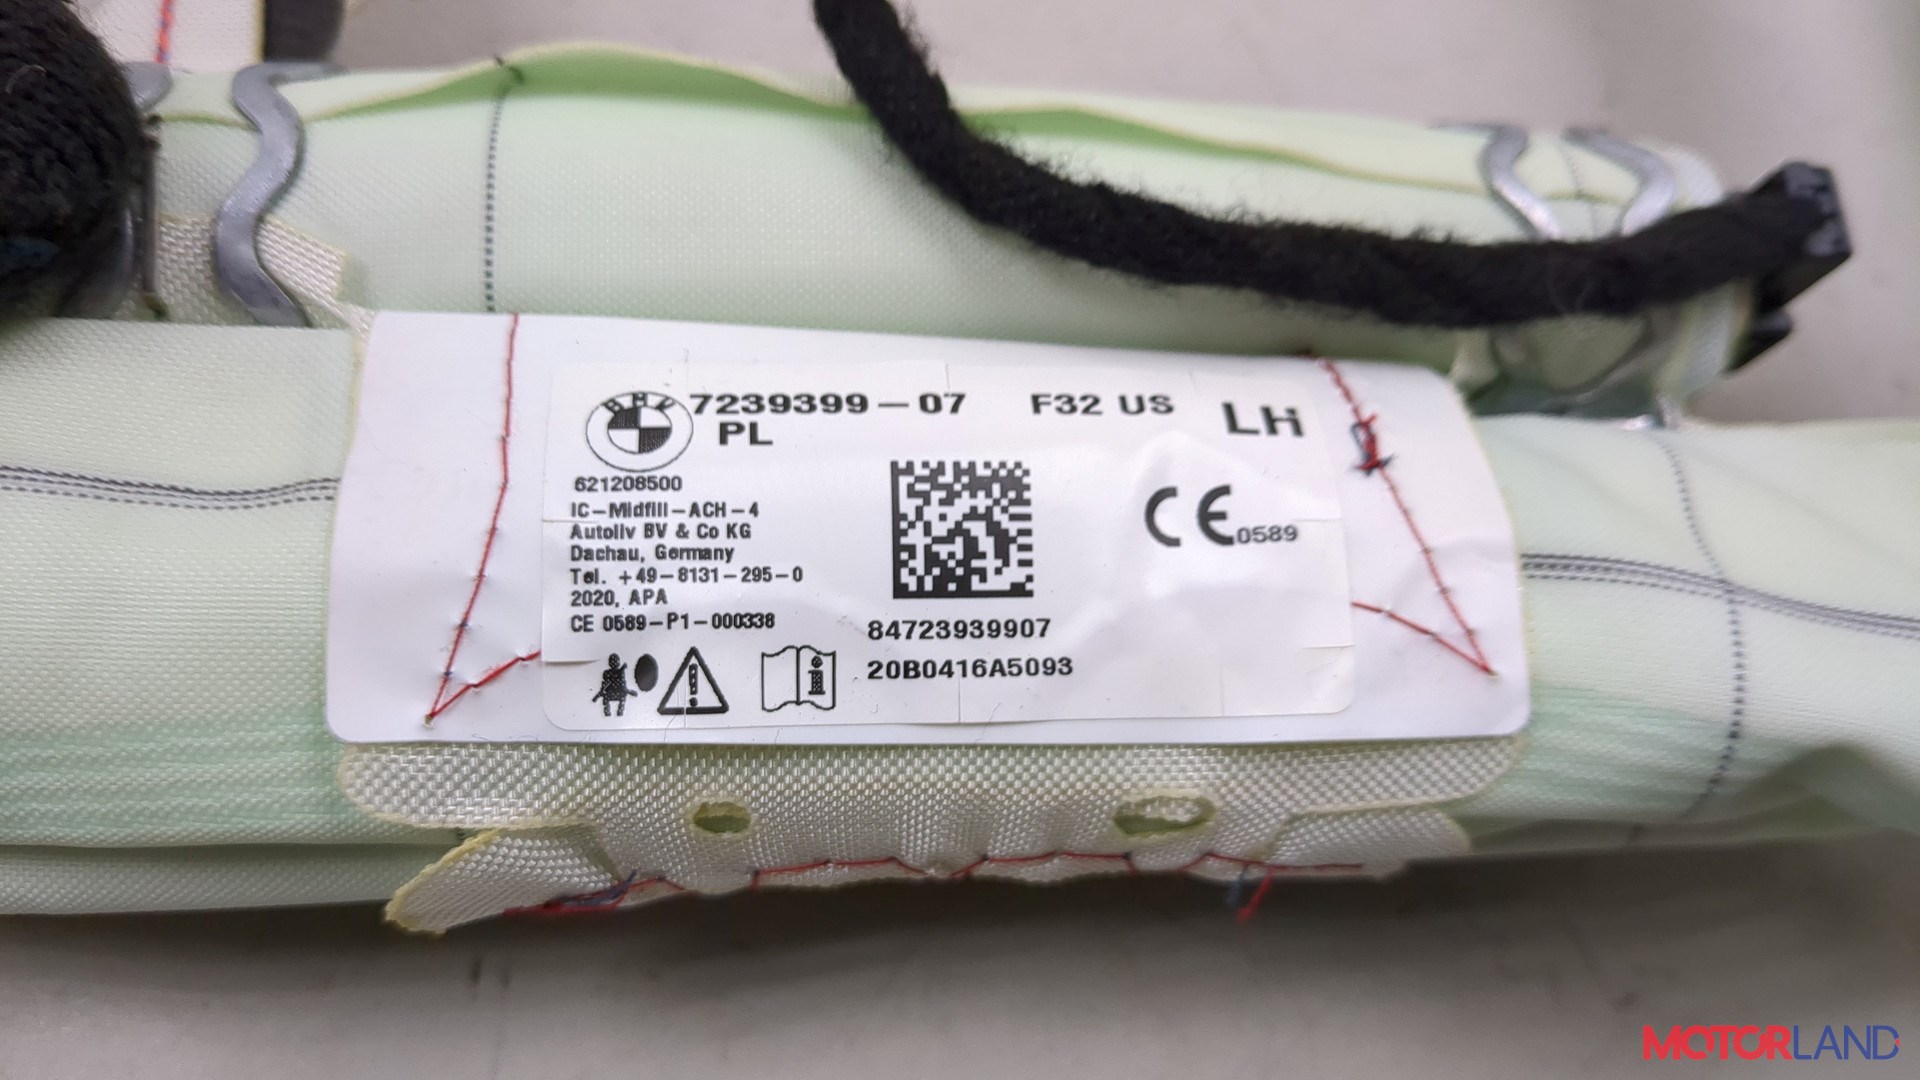 BMW
7239399-07 F32 US LH
PL
621208500
IC-Midfill-ACH-4
Autoliv BV & Co KG
Dachau, Germany
Tel. +49-8131-295-0
2020, APA
CE 0589-P1-000338
CE 0589
84723939907
20B0416A5093
MOTORLAND